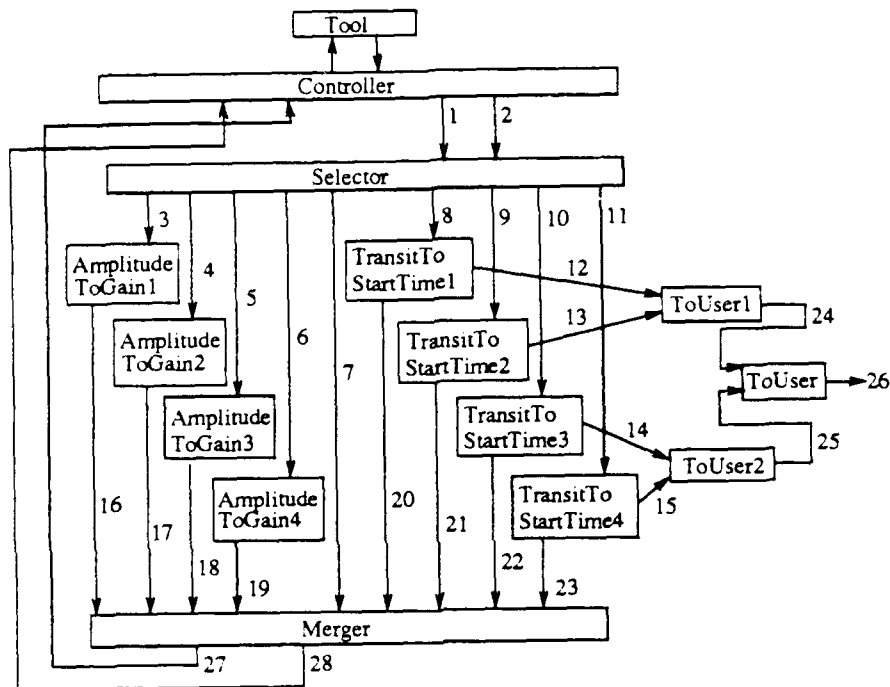 Tool
Controller
1
2
Selector
3
4
5
6
7
8
9
10
11
Amplitude
ToGain1
Amplitude
ToGain2
Amplitude
ToGain3
Amplitude
ToGain4
TransitTo
StartTime1
TransitTo
StartTime2
TransitTo
StartTime3
TransitTo
StartTime4
12
13
14
15
ToUser1
ToUser2
24
ToUser
26
25
16
17
18
19
20
21
22
23
Merger
27
28